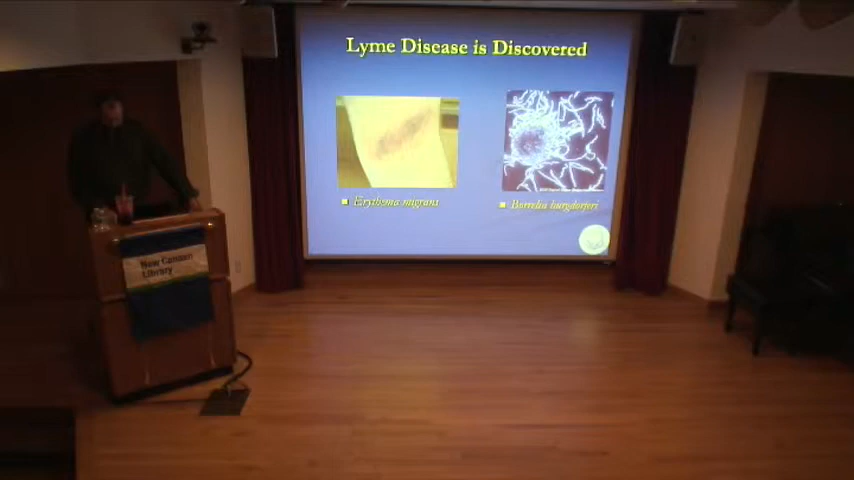 Lyme Disease is Discovered
Erythema migrans
Borrelia burgdorferi
New Canaan
Library